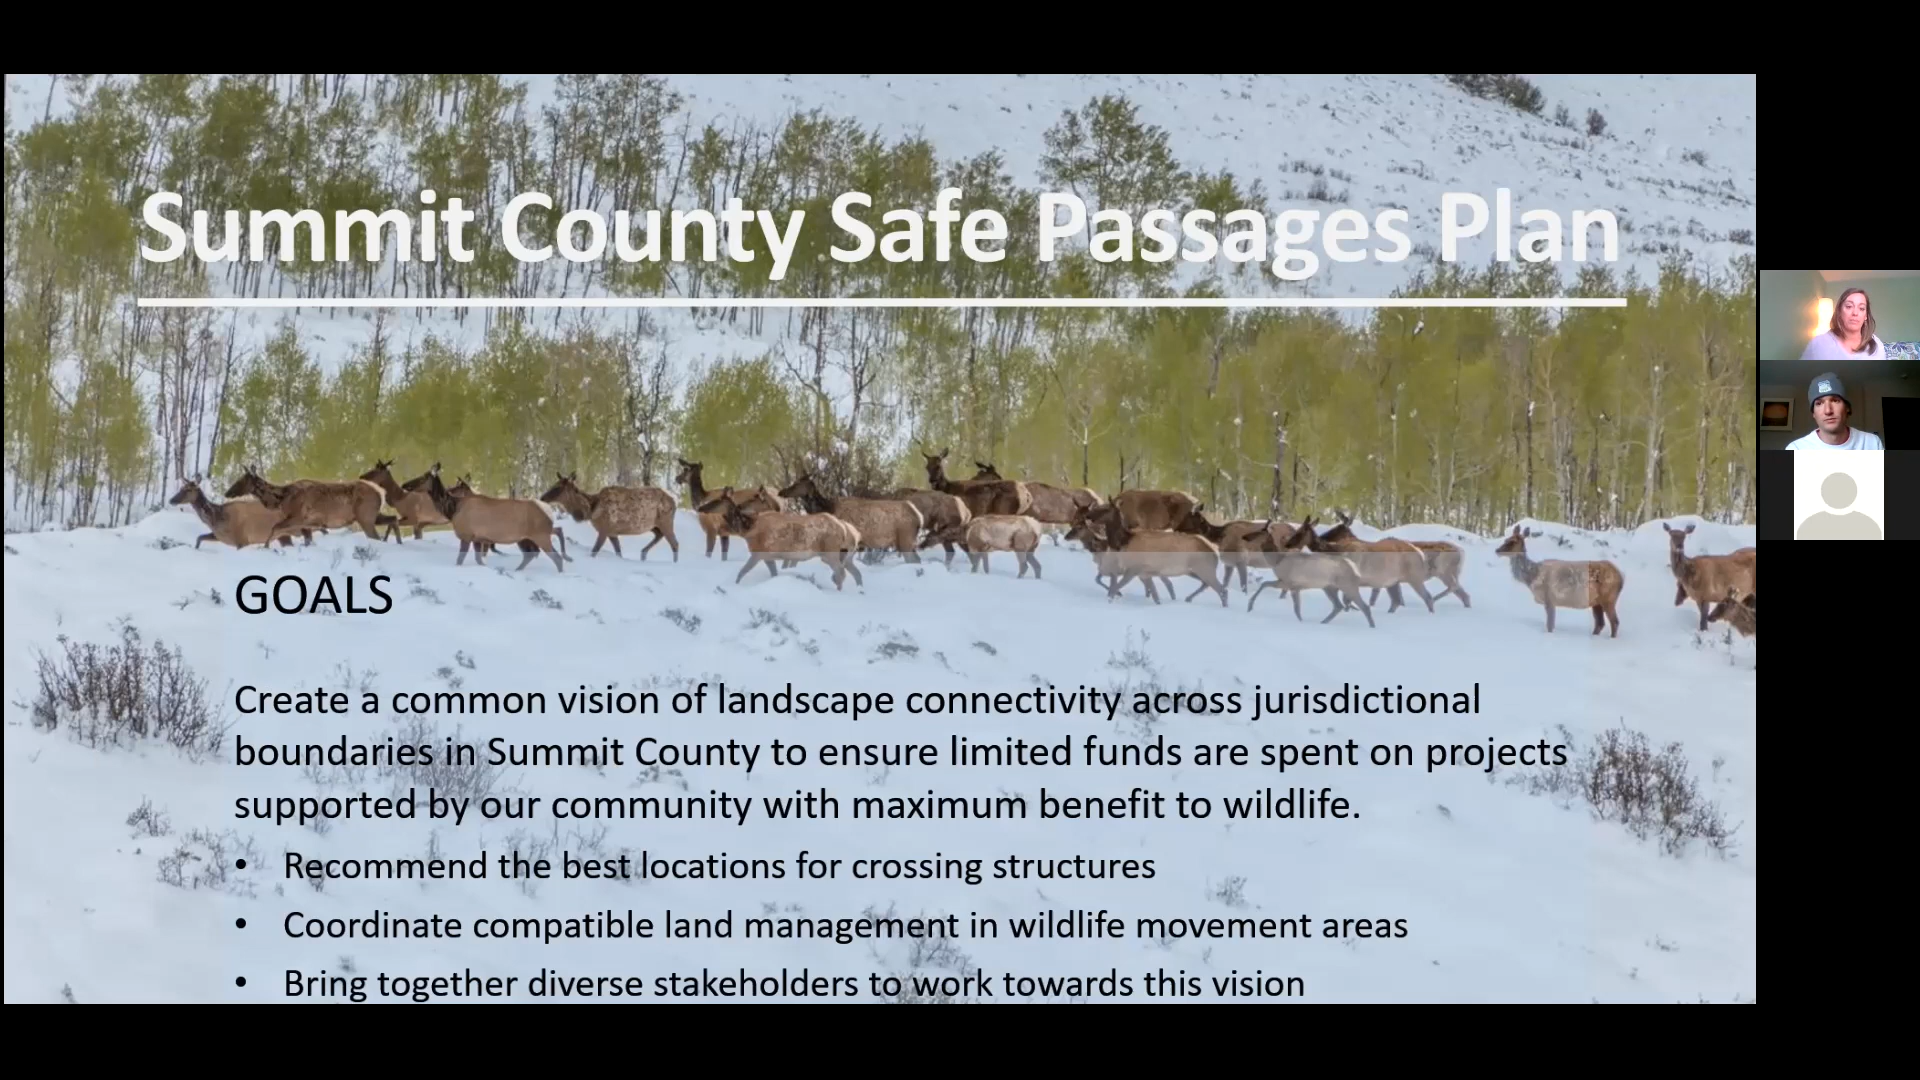 Summit County Safe Passages Plan
GOALS
Create a common vision of landscape connectivity across jurisdictional
boundaries in Summit County to ensure limited funds are spent on projects
supported by our community with maximum benefit to wildlife.
• Recommend the best locations for crossing structures
• Coordinate compatible land management in wildlife movement areas
• Bring together diverse stakeholders to work towards this vision